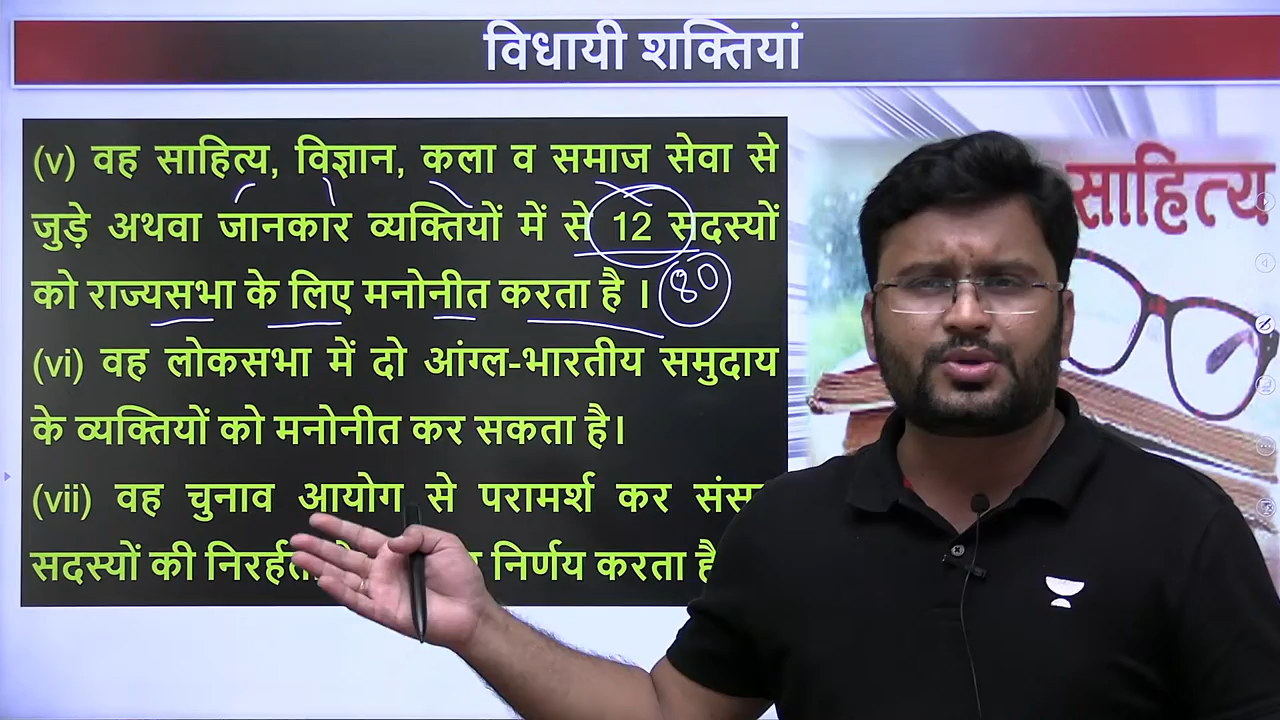 विधायी शक्तियां
(v) वह साहित्य, विज्ञान, कला व समाज सेवा से
जुड़े अथवा जानकार व्यक्तियों में से 12 सदस्यों
को राज्यसभा के लिए मनोनीत करता है । 80
(vi) वह लोकसभा में दो आंग्ल-भारतीय समुदाय
के व्यक्तियों को मनोनीत कर सकता है।
(vii) वह चुनाव आयोग से परामर्श कर
सदस्यों की निर्णय करता है
साहित्य